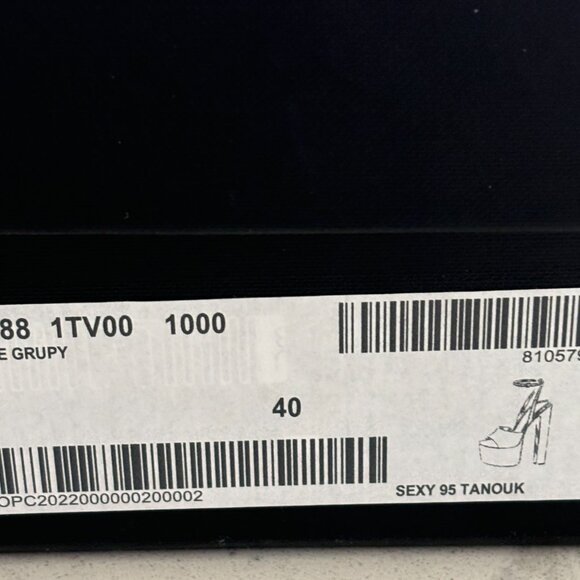 88 1TV00 1000
E GRUPY
810579
40
OPC2022000000200002
SEXY 95 TANOUK